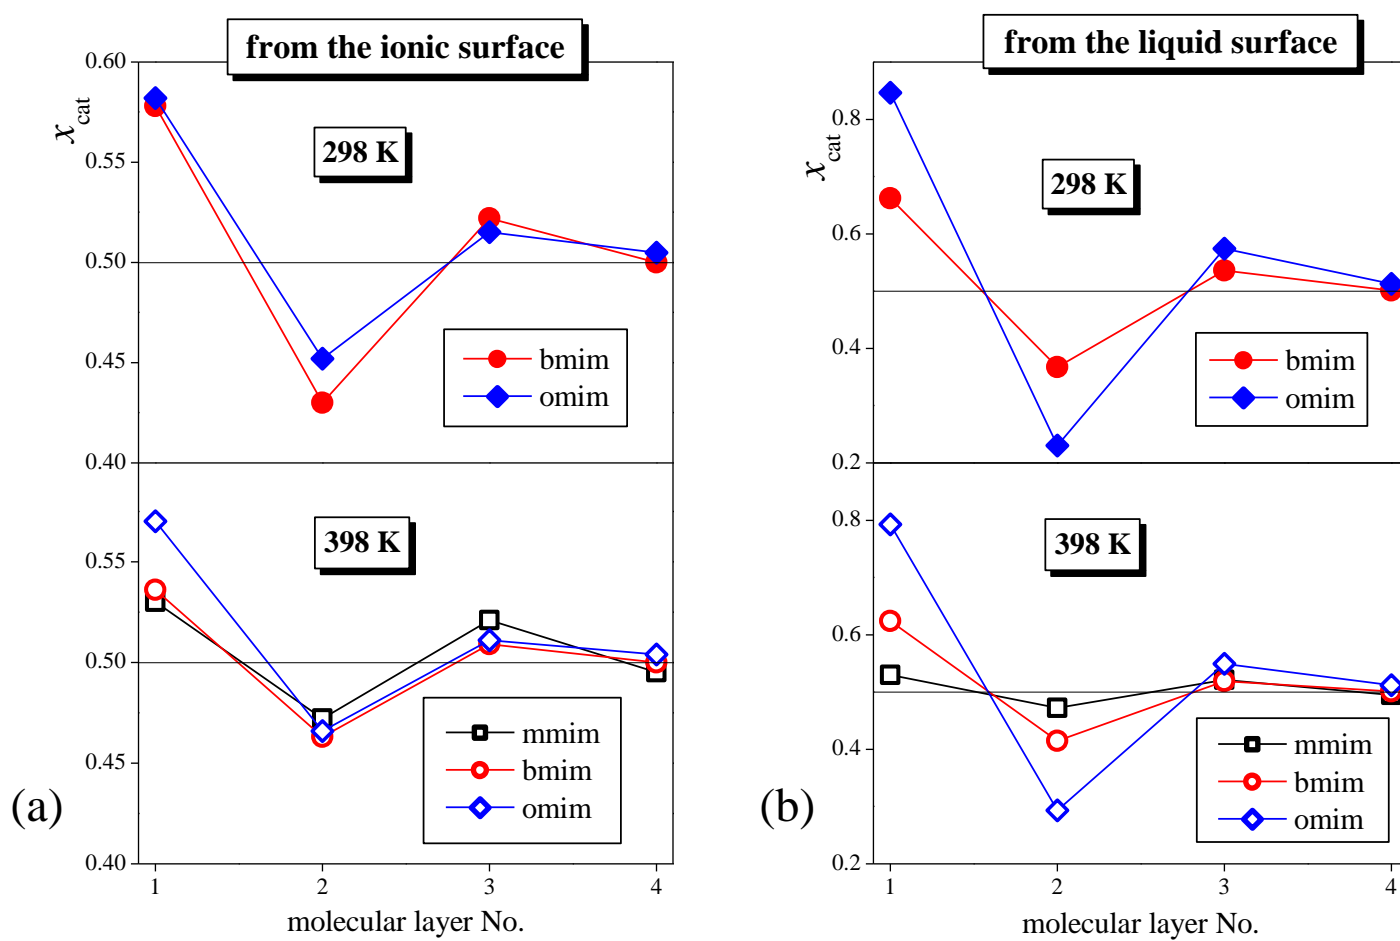 from the ionic surface
0.60
x_cat
0.55
298 K
0.50
0.45
bmim
omim
0.40
0.55
398 K
0.50
0.45
mmim
bmim
omim
0.40
1 2 3 4
molecular layer No.
(a)
from the liquid surface
0.8
x_cat
298 K
0.6
0.4
bmim
omim
0.2
0.8
398 K
0.6
0.4
mmim
bmim
omim
0.2
1 2 3 4
molecular layer No.
(b)